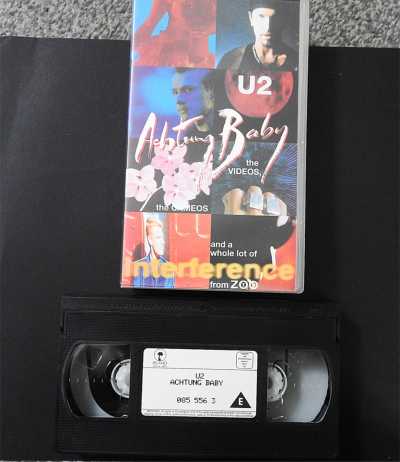 U2
Achtung Baby
the
VIDEOS,
the CAMEOS
and a
whole lot of
Interference
from ZOO
U2
ACHTUNG BABY
085 556 3
E